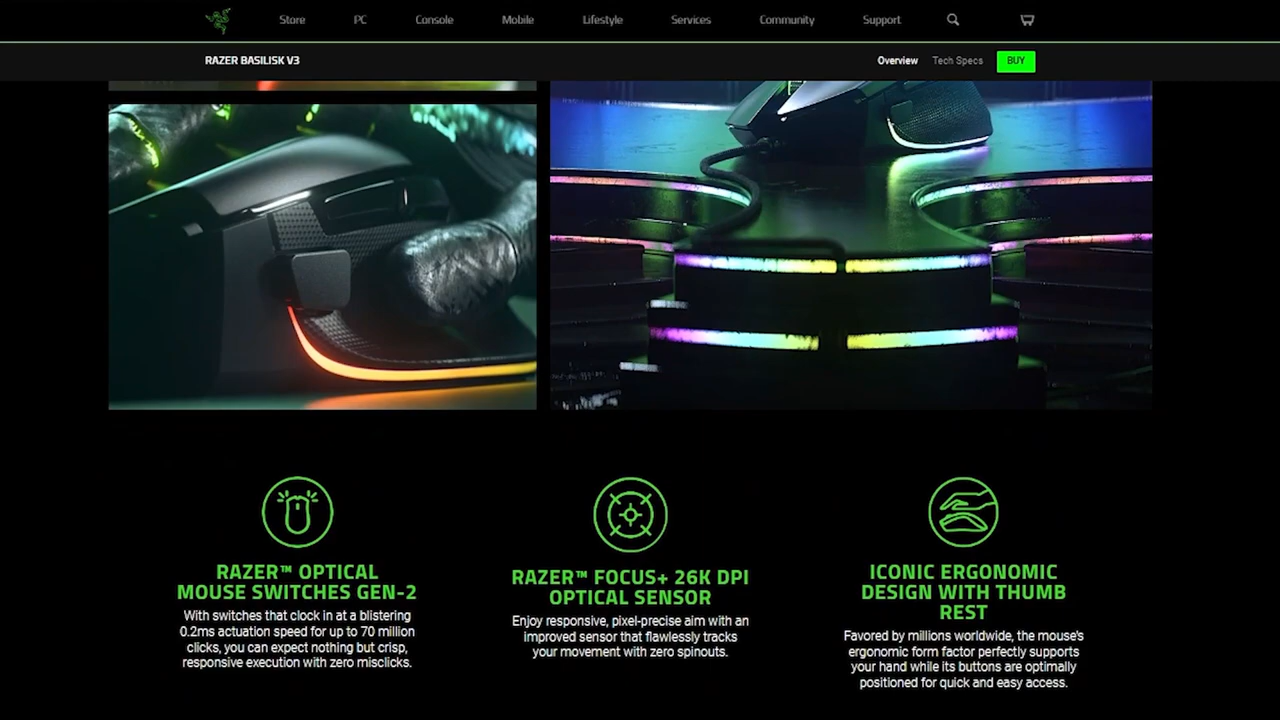 Store PC Console Mobile Lifestyle Services Community Support
RAZER BASILISK V3
Overview Tech Specs BUY
RAZER™ OPTICAL
MOUSE SWITCHES GEN-2
With switches that clock in at a blistering
0.2ms actuation speed for up to 70 million
clicks, you can expect nothing but crisp,
responsive execution with zero misclicks.
RAZER™ FOCUS+ 26K DPI
OPTICAL SENSOR
Enjoy responsive, pixel-precise aim with an
improved sensor that flawlessly tracks
your movement with zero spinouts.
ICONIC ERGONOMIC
DESIGN WITH THUMB
REST
Favored by millions worldwide, the mouse's
ergonomic form factor perfectly supports
your hand while its buttons are optimally
positioned for quick and easy access.